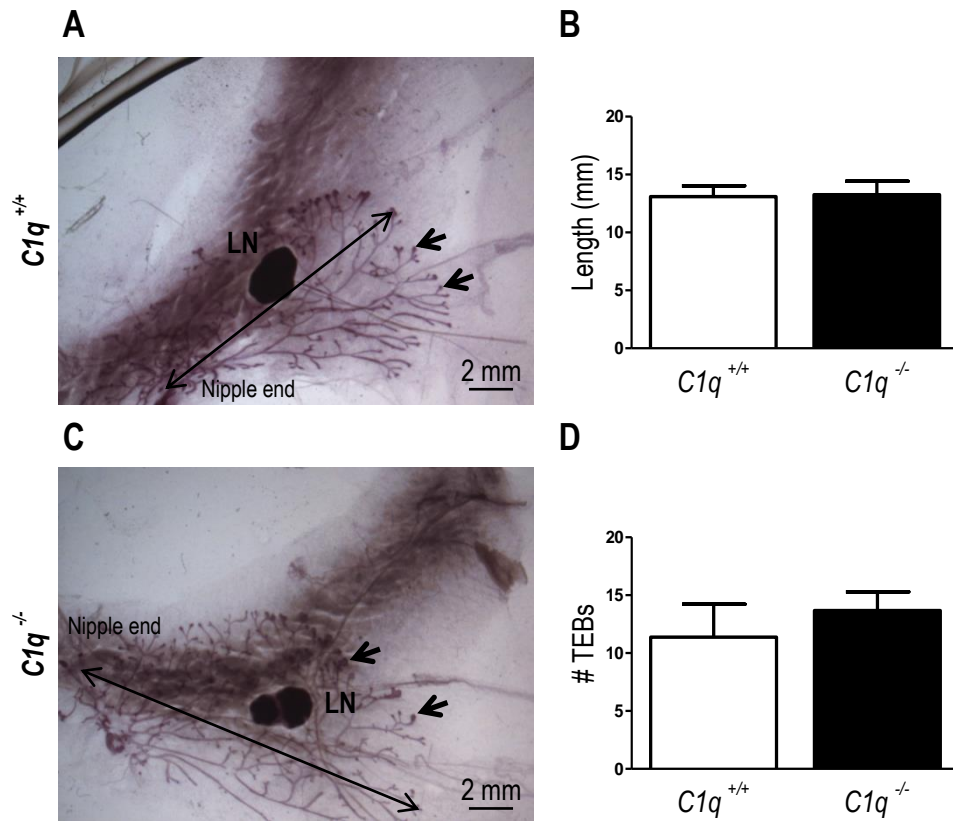 A
C1q +/+
LN
Nipple end
2 mm
B
Length (mm)
20
15
10
5
0
C1q +/+
C1q -/-
C
C1q -/-
Nipple end
LN
2 mm
D
# TEBs
20
15
10
5
0
C1q +/+
C1q -/-